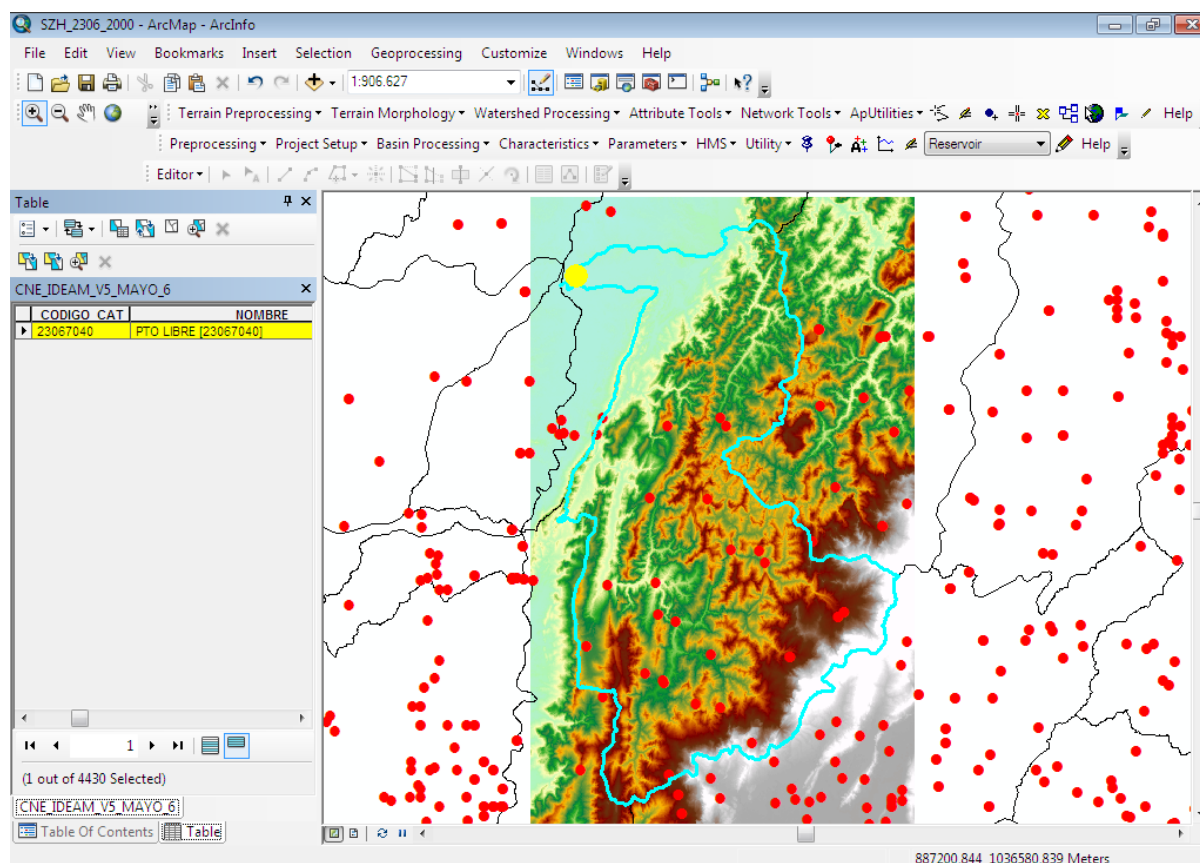 SZH_2306_2000 - ArcMap - ArcInfo
File Edit View Bookmarks Insert Selection Geoprocessing Customize Windows Help
1:906.627
Terrain Preprocessing Terrain Morphology Watershed Processing Attribute Tools Network Tools ApUtilities Help
Preprocessing Project Setup Basin Processing Characteristics Parameters HMS Utility Reservoir Help
Editor
Table
CNE_IDEAM_V5_MAYO_6
CODIGO_CAT NOMBRE
23067040 PTO LIBRE [23067040]
1
(1 out of 4430 Selected)
CNE_IDEAM_V5_MAYO_6
Table Of Contents Table
887200,844 1036580,839 Meters